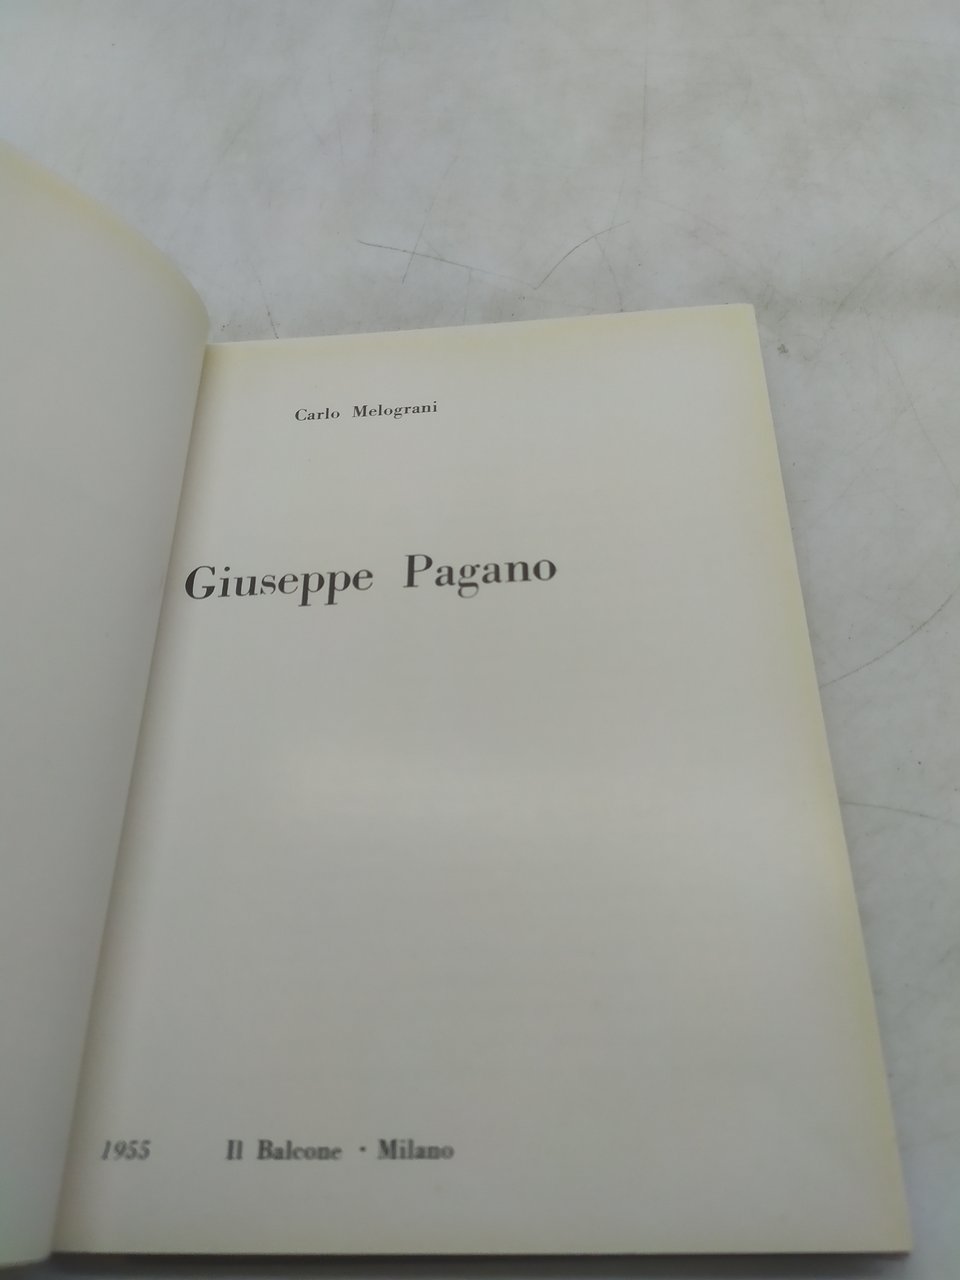 Carlo Melograni
Giuseppe Pagano
1955 Il Balcone · Milano